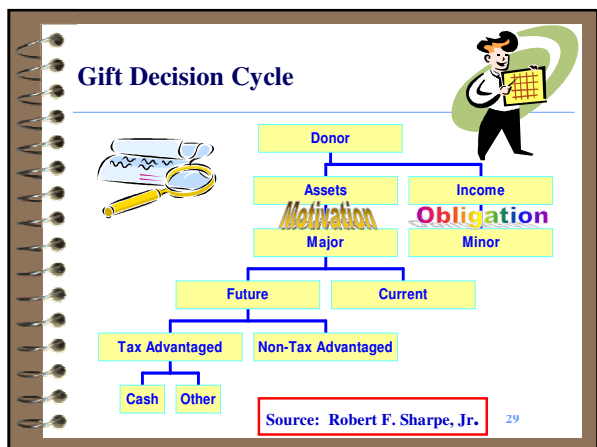 Gift Decision Cycle
Donor
Assets Income
Motivation Obligation
Major Minor
Future Current
Tax Advantaged Non-Tax Advantaged
Cash Other
Source: Robert F. Sharpe, Jr. 29